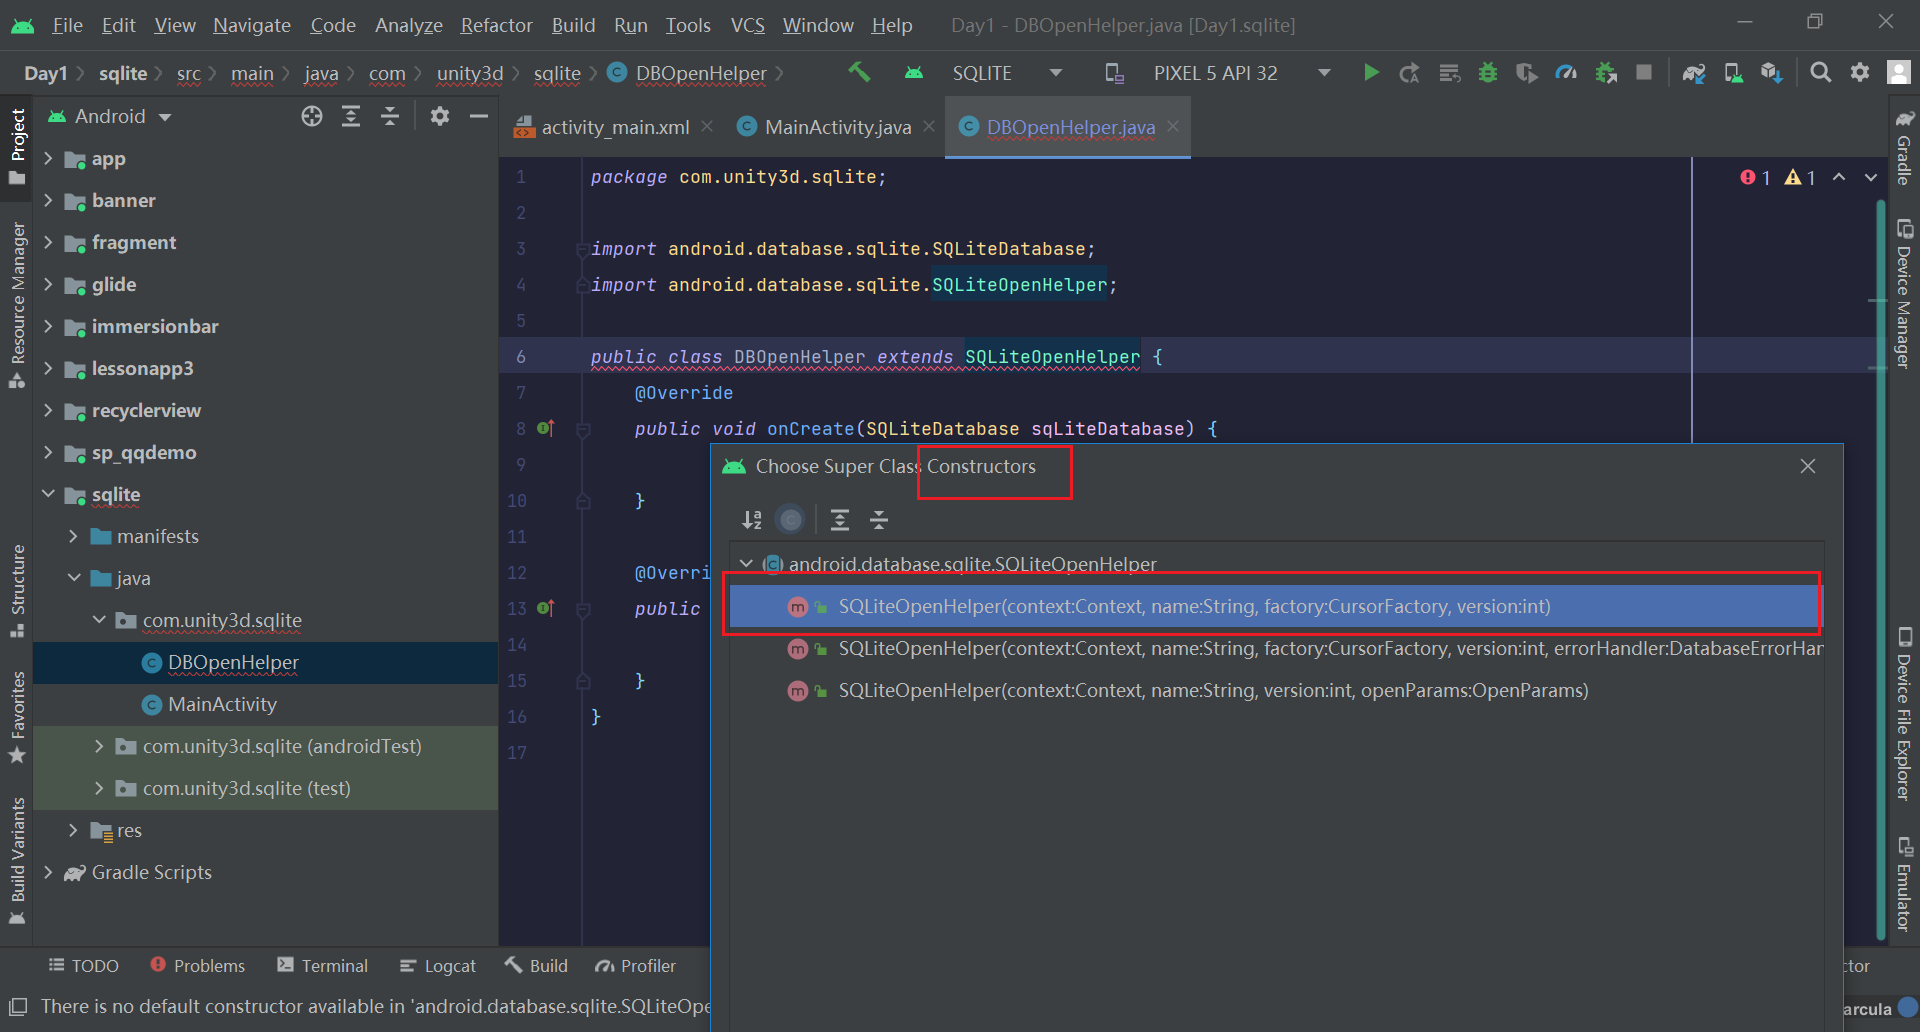 File Edit View Navigate Code Analyze Refactor Build Run Tools VCS Window Help Day1 - DBOpenHelper.java [Day1.sqlite]
Day1 sqlite src main java com unity3d sqlite DBOpenHelper SQLITE PIXEL 5 API 32
Android
activity_main.xml MainActivity.java DBOpenHelper.java
Project
Resource Manager
Structure
Favorites
Build Variants
app
banner
fragment
glide
immersionbar
lessonapp3
recyclerview
sp_qqdemo
sqlite
manifests
java
com.unity3d.sqlite
DBOpenHelper
MainActivity
com.unity3d.sqlite (androidTest)
com.unity3d.sqlite (test)
res
Gradle Scripts
1 package com.unity3d.sqlite;
2
3 import android.database.sqlite.SQLiteDatabase;
4 import android.database.sqlite.SQLiteOpenHelper;
5
6 public class DBOpenHelper extends SQLiteOpenHelper {
7 @Override
8 public void onCreate(SQLiteDatabase sqLiteDatabase) {
9
10 }
11
12 @Overri
13 public
14
15 }
16 }
17
1 1
Choose Super Class Constructors
android.database.sqlite.SQLiteOpenHelper
SQLiteOpenHelper(context:Context, name:String, factory:CursorFactory, version:int)
SQLiteOpenHelper(context:Context, name:String, factory:CursorFactory, version:int, errorHandler:DatabaseErrorHan
SQLiteOpenHelper(context:Context, name:String, version:int, openParams:OpenParams)
Gradle
Device Manager
Device File Explorer
Emulator
TODO Problems Terminal Logcat Build Profiler ctor
There is no default constructor available in 'android.database.sqlite.SQLiteOpe arcula